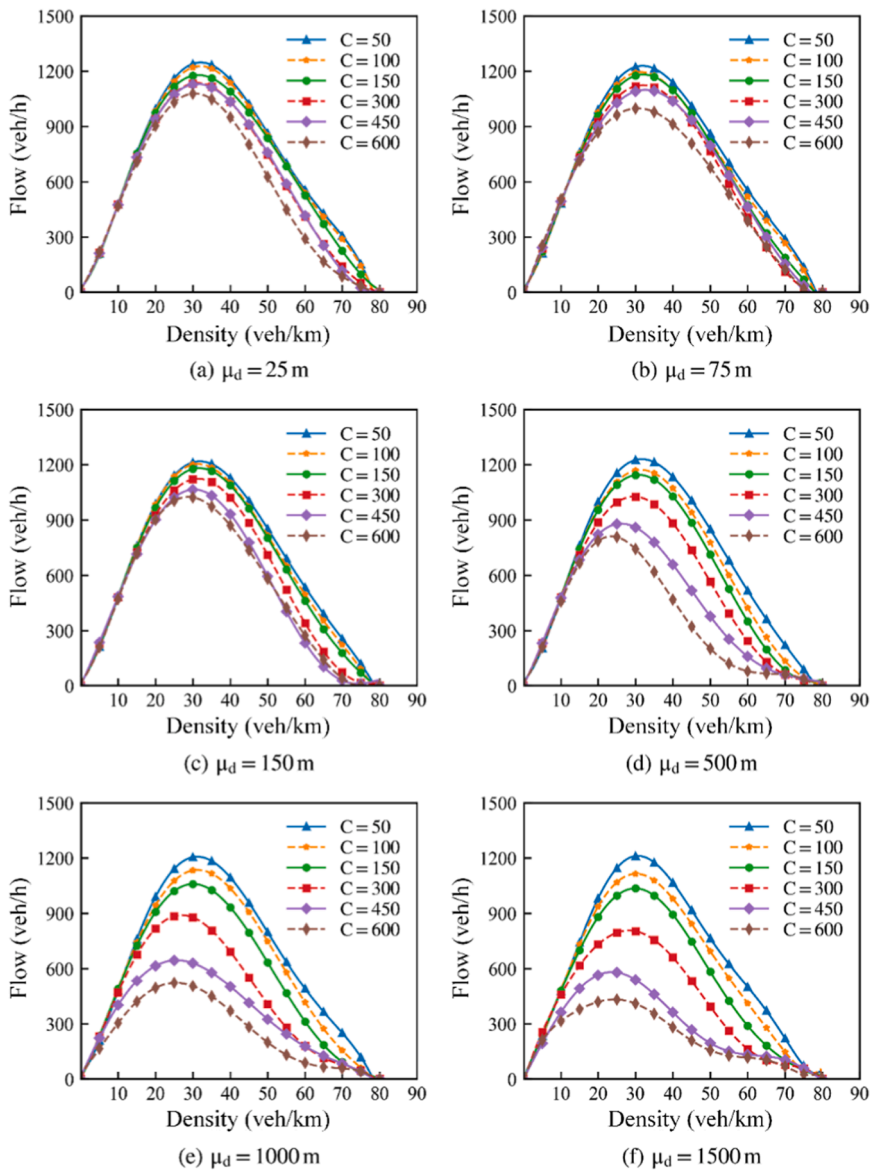 1500
1200
900
600
300
0
Flow (veh/h)
C = 50
C = 100
C = 150
C = 300
C = 450
C = 600
10 20 30 40 50 60 70 80 90
Density (veh/km)
(a) μd = 25 m
1500
1200
900
600
300
0
Flow (veh/h)
C = 50
C = 100
C = 150
C = 300
C = 450
C = 600
10 20 30 40 50 60 70 80 90
Density (veh/km)
(b) μd = 75 m
1500
1200
900
600
300
0
Flow (veh/h)
C = 50
C = 100
C = 150
C = 300
C = 450
C = 600
10 20 30 40 50 60 70 80 90
Density (veh/km)
(c) μd = 150 m
1500
1200
900
600
300
0
Flow (veh/h)
C = 50
C = 100
C = 150
C = 300
C = 450
C = 600
10 20 30 40 50 60 70 80 90
Density (veh/km)
(d) μd = 500 m
1500
1200
900
600
300
0
Flow (veh/h)
C = 50
C = 100
C = 150
C = 300
C = 450
C = 600
10 20 30 40 50 60 70 80 90
Density (veh/km)
(e) μd = 1000 m
1500
1200
900
600
300
0
Flow (veh/h)
C = 50
C = 100
C = 150
C = 300
C = 450
C = 600
10 20 30 40 50 60 70 80 90
Density (veh/km)
(f) μd = 1500 m